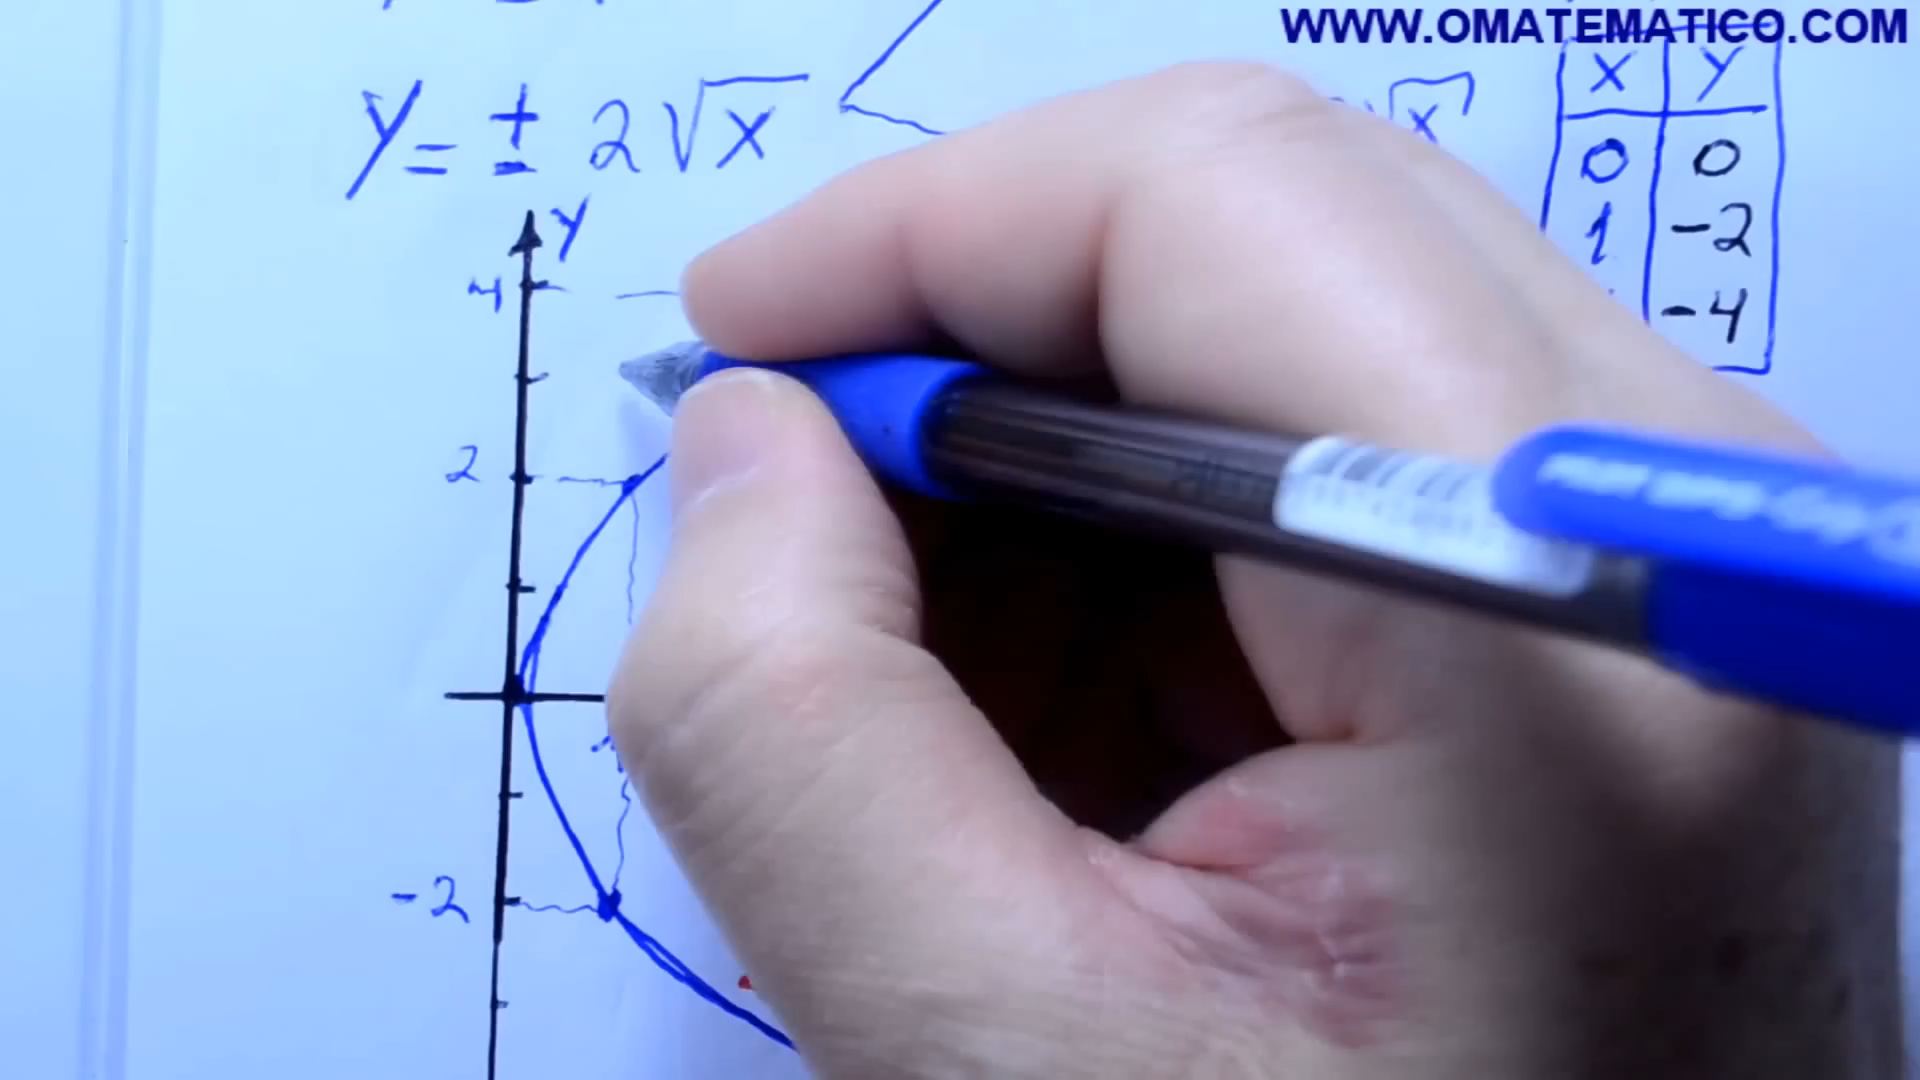 WWW.OMATEMATICO.COM
y = ± 2√x
√x
x y
0 0
1 -2
-4
y
4
2
-2